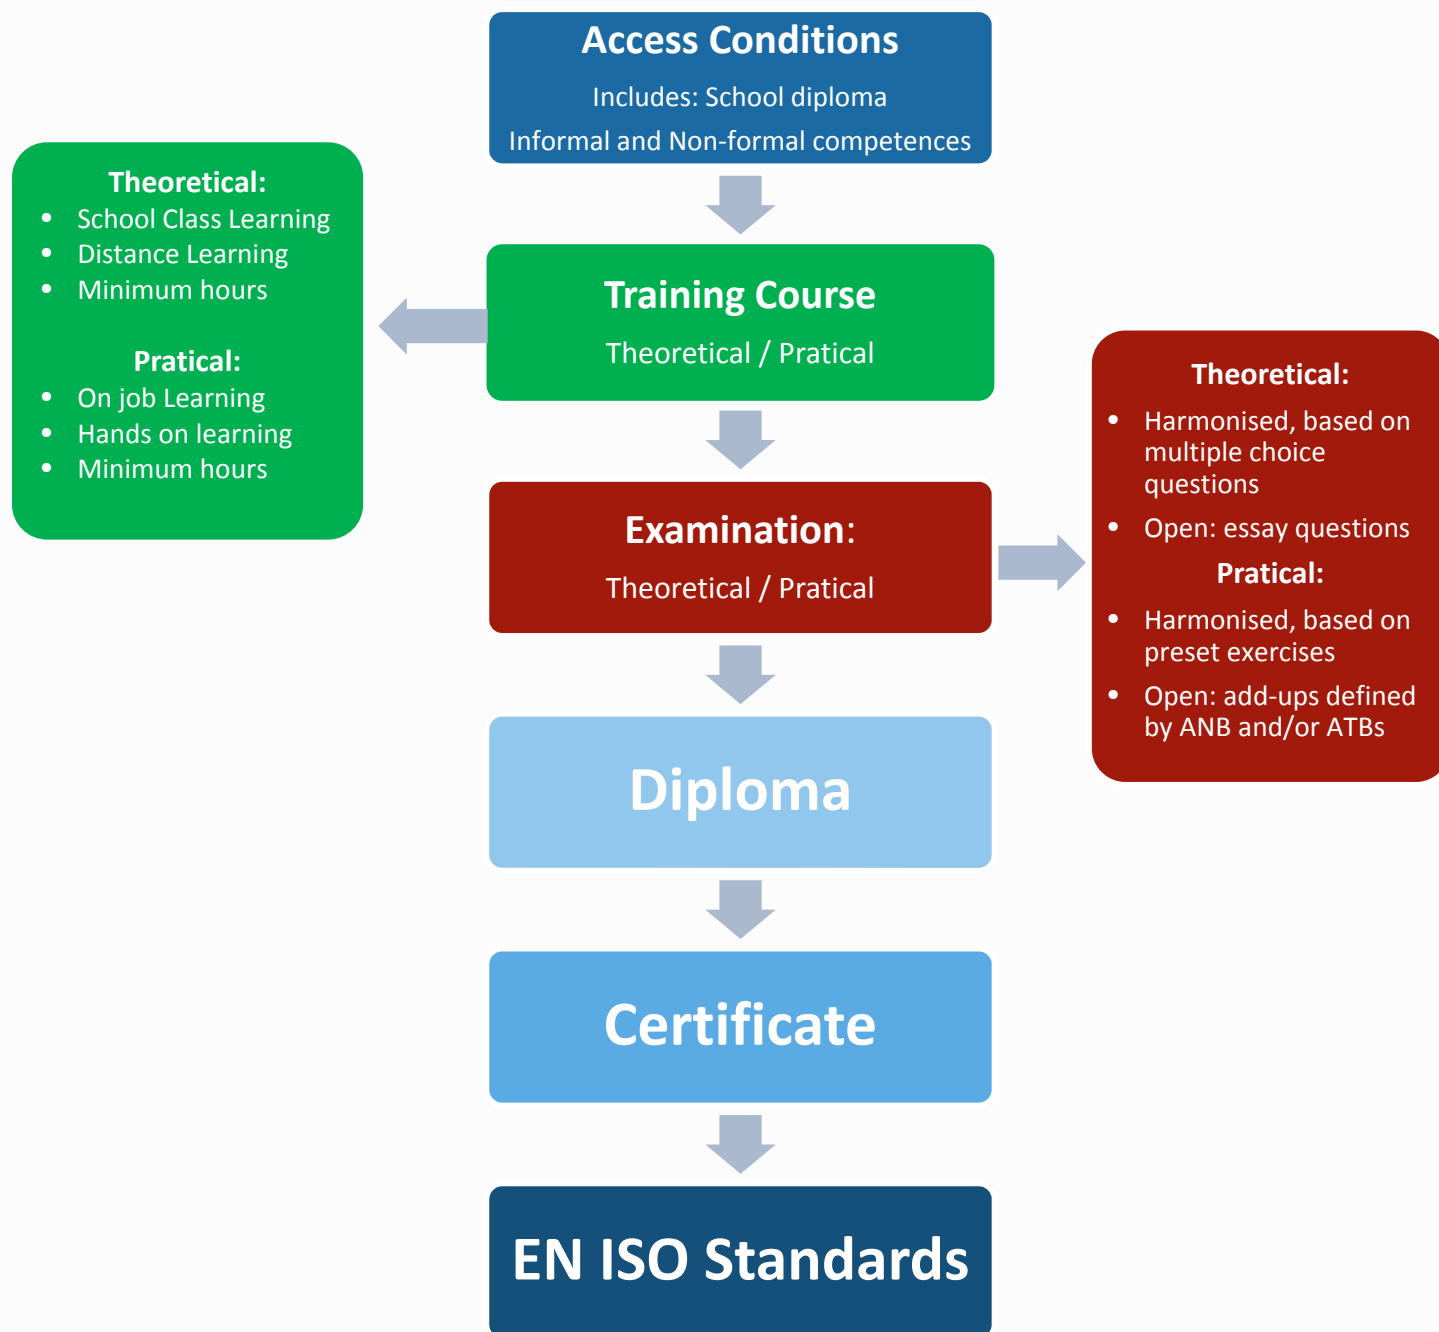 Access Conditions
Includes: School diploma
Informal and Non-formal competences
Theoretical:
• School Class Learning
• Distance Learning
• Minimum hours
Pratical:
• On job Learning
• Hands on learning
• Minimum hours
Training Course
Theoretical / Pratical
Examination:
Theoretical / Pratical
Theoretical:
• Harmonised, based on
multiple choice
questions
• Open: essay questions
Pratical:
• Harmonised, based on
preset exercises
• Open: add-ups defined
by ANB and/or ATBs
Diploma
Certificate
EN ISO Standards